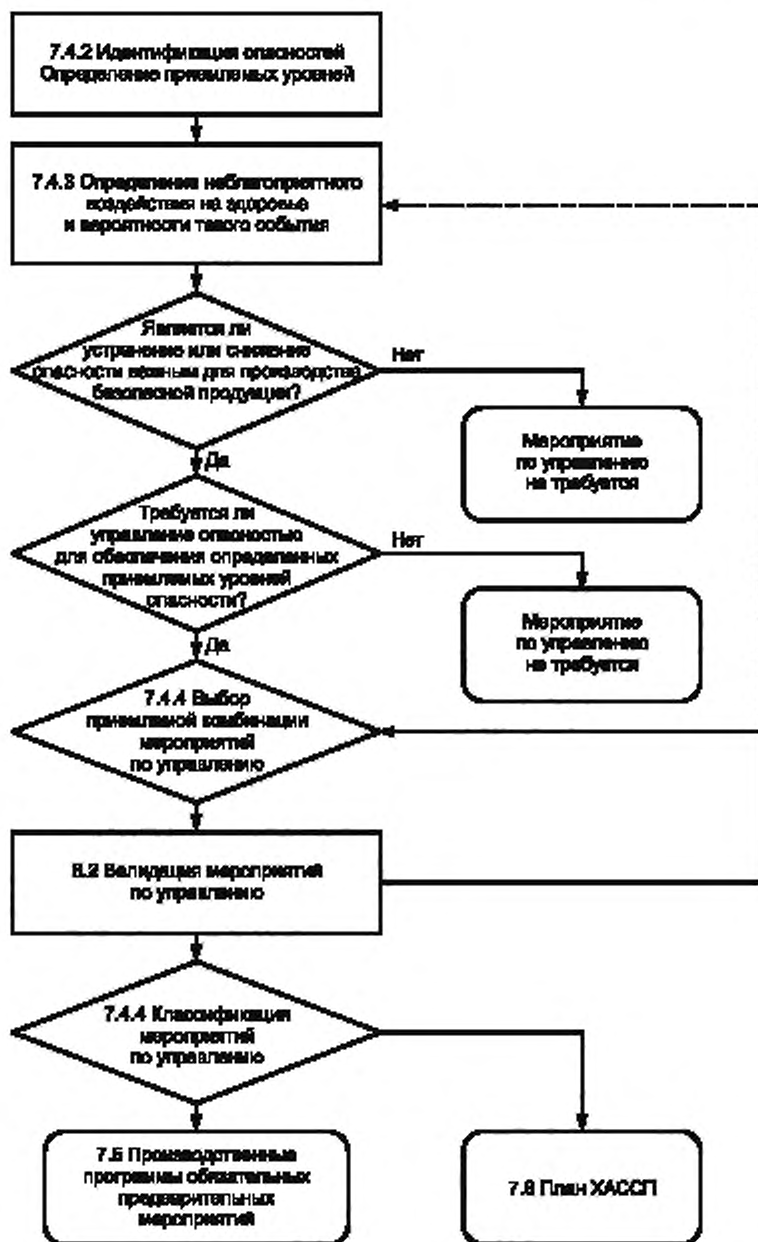 7.4.2 Идентификация опасностей
Определение приемлемых уровней
7.4.3 Определение неблагоприятного
воздействия на здоровье
и вероятности такого события
Является ли
устранение или снижение
опасности важным для производства
безопасной продукции?
Нет
Мероприятие
по управлению
не требуется
Да
Требуется ли
управление опасностью
для обеспечения определенных
приемлемых уровней
опасности?
Нет
Мероприятие
по управлению
не требуется
Да
7.4.4 Выбор
приемлемой комбинации
мероприятий
по управлению
8.2 Валидация мероприятий
по управлению
7.4.4 Классификация
мероприятий
по управлению
7.5 Производственные
программы обязательных
предварительных
мероприятий
7.6 План ХАССП